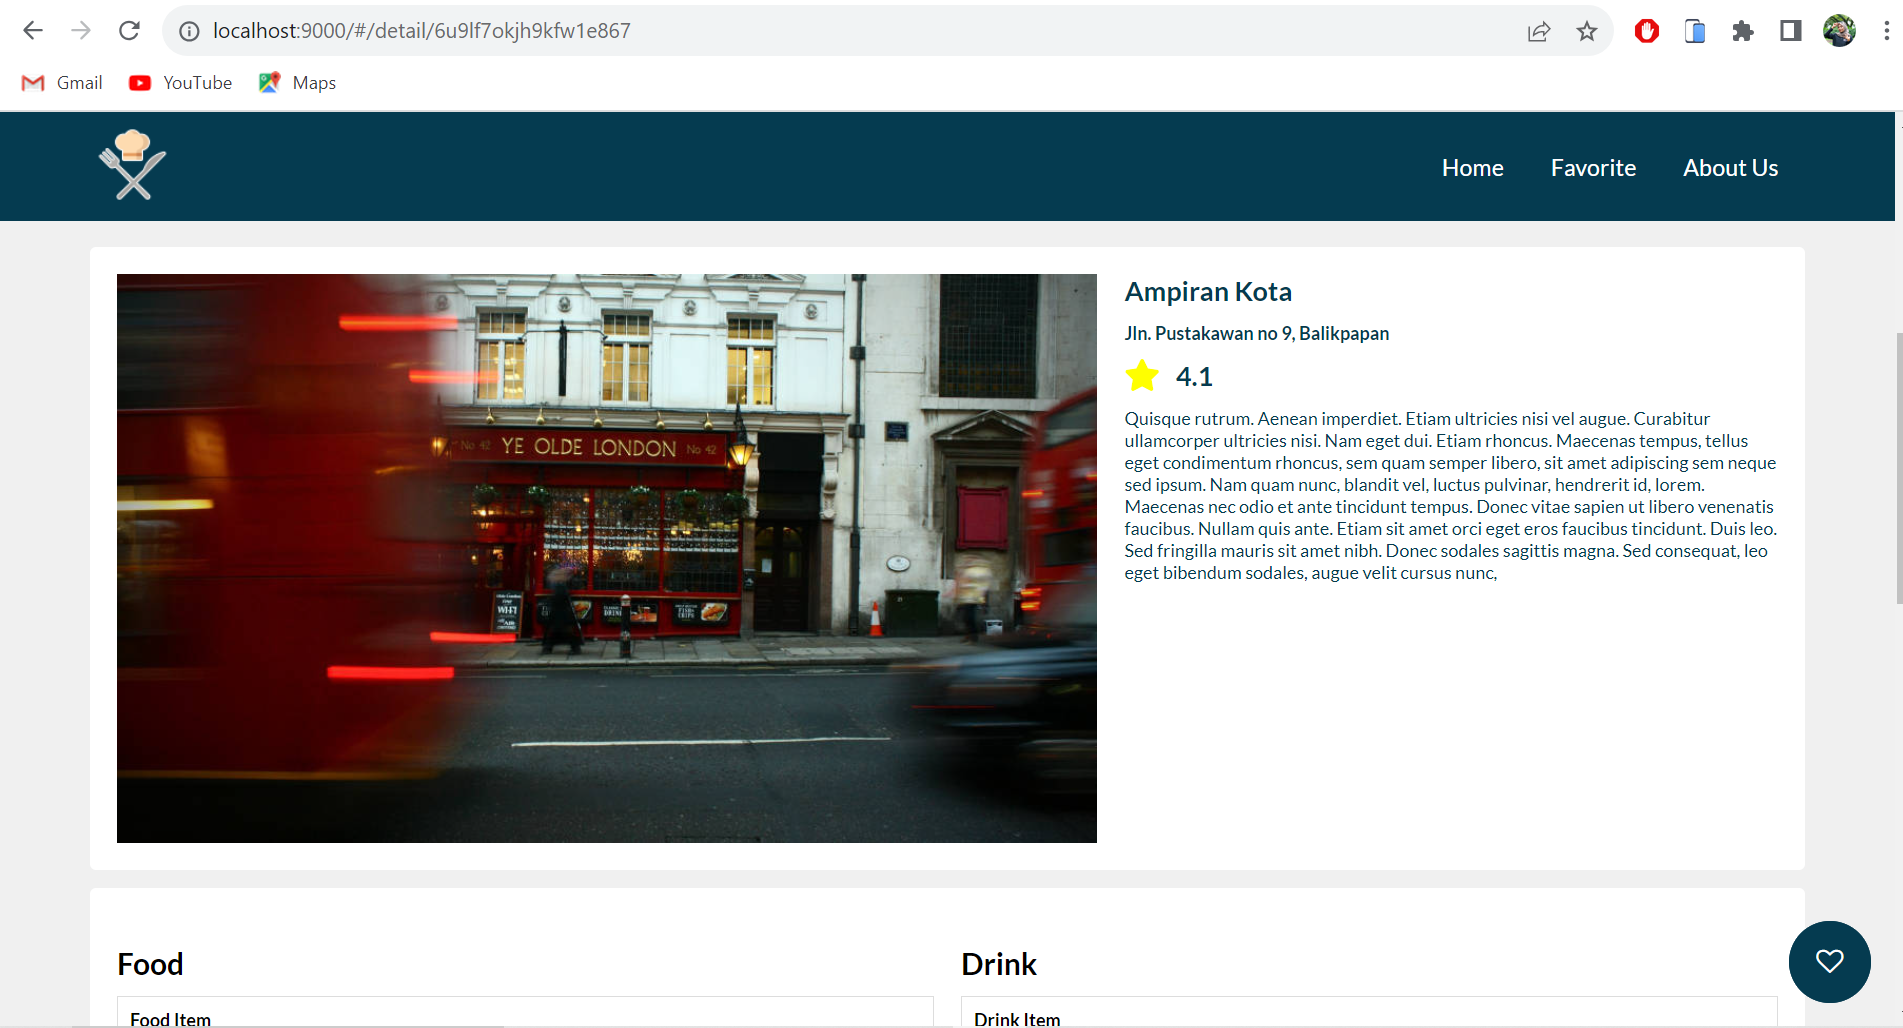 localhost:9000/#/detail/6u9lf7okjh9kfw1e867
Gmail YouTube Maps
Home Favorite About Us
No 42 YE OLDE LONDON No 42
WI-FI
Ampiran Kota
Jln. Pustakawan no 9, Balikpapan
4.1
Quisque rutrum. Aenean imperdiet. Etiam ultricies nisi vel augue. Curabitur
ullamcorper ultricies nisi. Nam eget dui. Etiam rhoncus. Maecenas tempus, tellus
eget condimentum rhoncus, sem quam semper libero, sit amet adipiscing sem neque
sed ipsum. Nam quam nunc, blandit vel, luctus pulvinar, hendrerit id, lorem.
Maecenas nec odio et ante tincidunt tempus. Donec vitae sapien ut libero venenatis
faucibus. Nullam quis ante. Etiam sit amet orci eget eros faucibus tincidunt. Duis leo.
Sed fringilla mauris sit amet nibh. Donec sodales sagittis magna. Sed consequat, leo
eget bibendum sodales, augue velit cursus nunc,
Food Drink
Food Item Drink Item